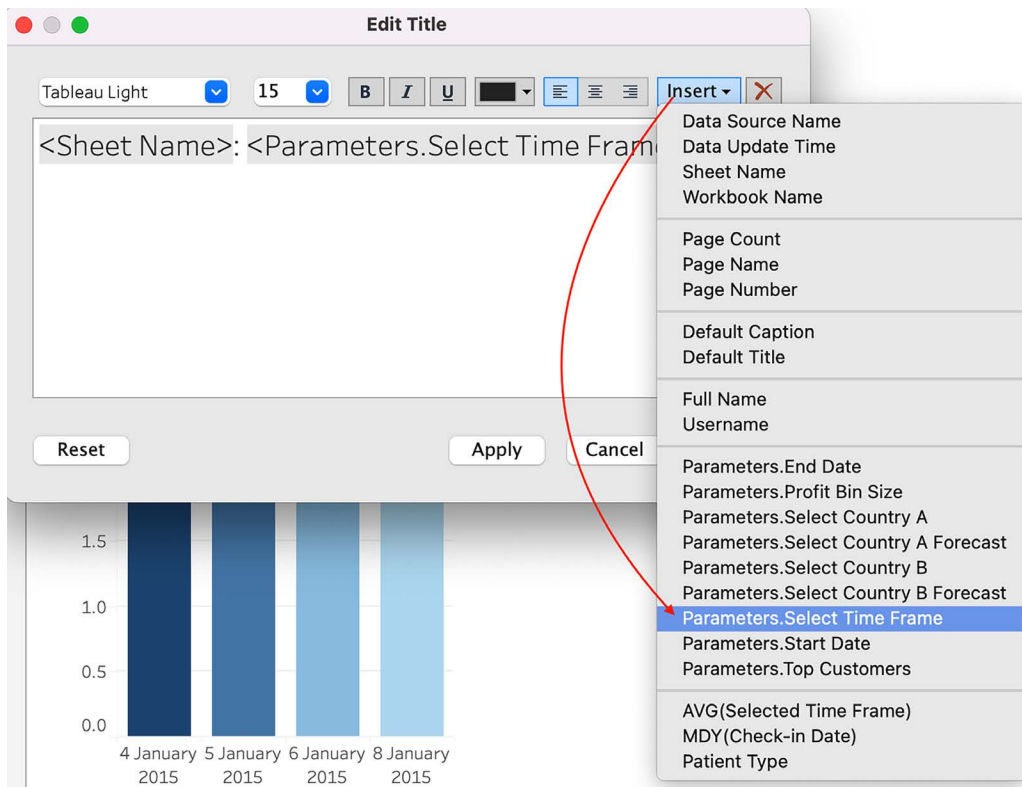 Edit Title
Tableau Light
15
B I U
Insert
<Sheet Name>: <Parameters.Select Time Frame
Data Source Name
Data Update Time
Sheet Name
Workbook Name
Page Count
Page Name
Page Number
Default Caption
Default Title
Full Name
Username
Parameters.End Date
Parameters.Profit Bin Size
Parameters.Select Country A
Parameters.Select Country A Forecast
Parameters.Select Country B
Parameters.Select Country B Forecast
Parameters.Select Time Frame
Parameters.Start Date
Parameters.Top Customers
AVG(Selected Time Frame)
MDY(Check-in Date)
Patient Type
Reset
Apply
Cancel
1.5
1.0
0.5
0.0
4 January 5 January 6 January 8 January
2015 2015 2015 2015